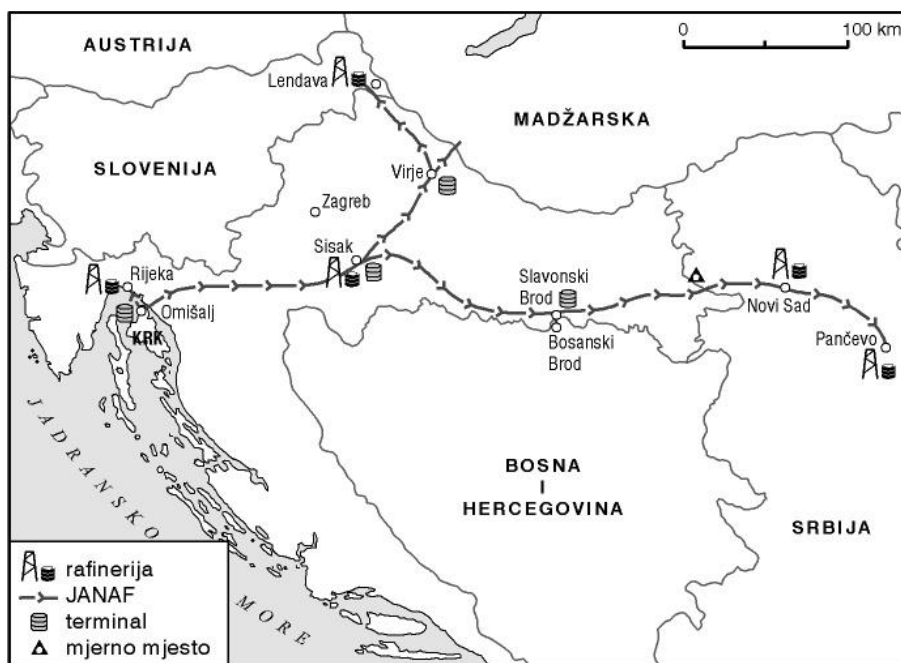 AUSTRIJA
0 100 km
Lendava
MADŽARSKA
SLOVENIJA
Virje
Zagreb
Sisak
Rijeka
Omišalj
KRK
Slavonski
Brod
Bosanski
Brod
Novi Sad
Pančevo
JADRANSKO MORE
BOSNA
I
HERCEGOVINA
SRBIJA
rafinerija
JANAF
terminal
mjerno mjesto